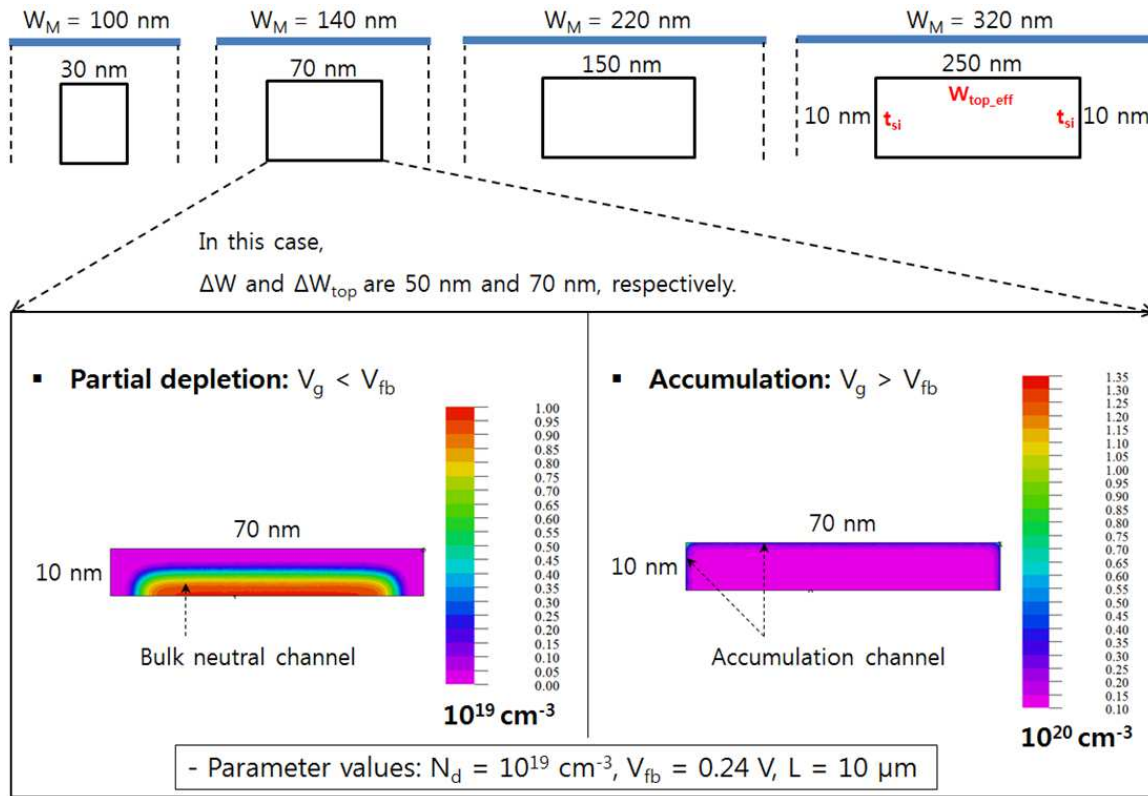 W_M = 100 nm
W_M = 140 nm
W_M = 220 nm
W_M = 320 nm
30 nm
70 nm
150 nm
250 nm
W_top_eff
10 nm
t_si
t_si
10 nm
In this case,
ΔW and ΔW_top are 50 nm and 70 nm, respectively.
▪ Partial depletion: V_g < V_fb
1.00
0.95
0.90
0.85
0.80
0.75
0.70
0.65
0.60
0.55
0.50
0.45
0.40
0.35
0.30
0.25
0.20
0.15
0.10
0.05
0.00
70 nm
10 nm
Bulk neutral channel
10^19 cm^-3
▪ Accumulation: V_g > V_fb
1.35
1.30
1.25
1.20
1.15
1.10
1.05
1.00
0.95
0.90
0.85
0.80
0.75
0.70
0.65
0.60
0.55
0.50
0.45
0.40
0.35
0.30
0.25
0.20
0.15
0.10
70 nm
10 nm
Accumulation channel
10^20 cm^-3
- Parameter values: N_d = 10^19 cm^-3, V_fb = 0.24 V, L = 10 μm